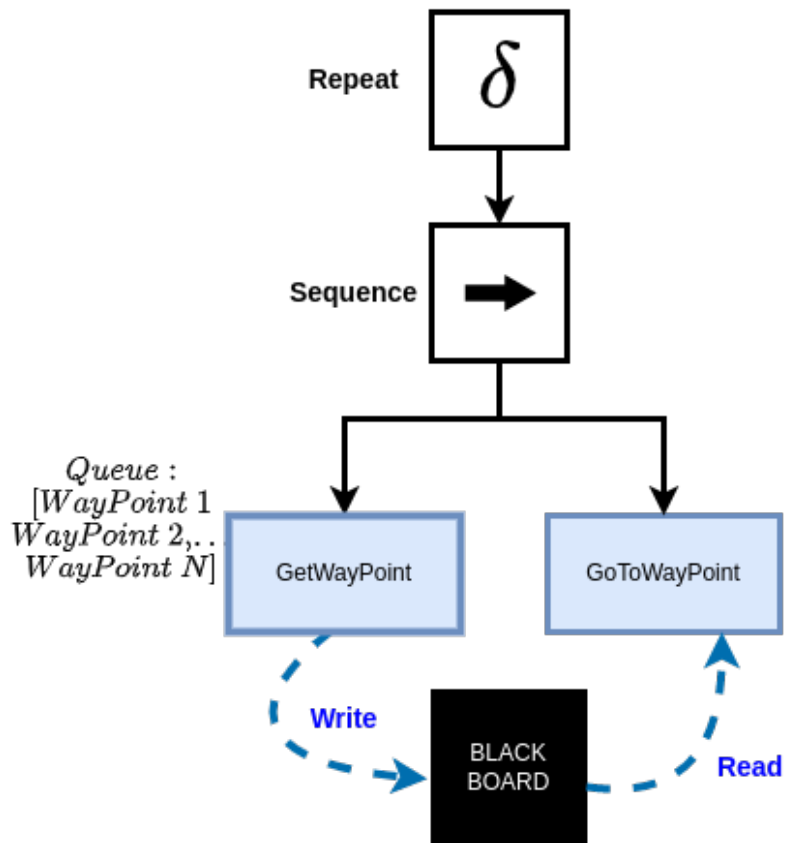 Repeat
δ
Sequence
Queue :
[WayPoint 1
WayPoint 2,. . .
WayPoint N]
GetWayPoint
GoToWayPoint
Write
BLACK
BOARD
Read